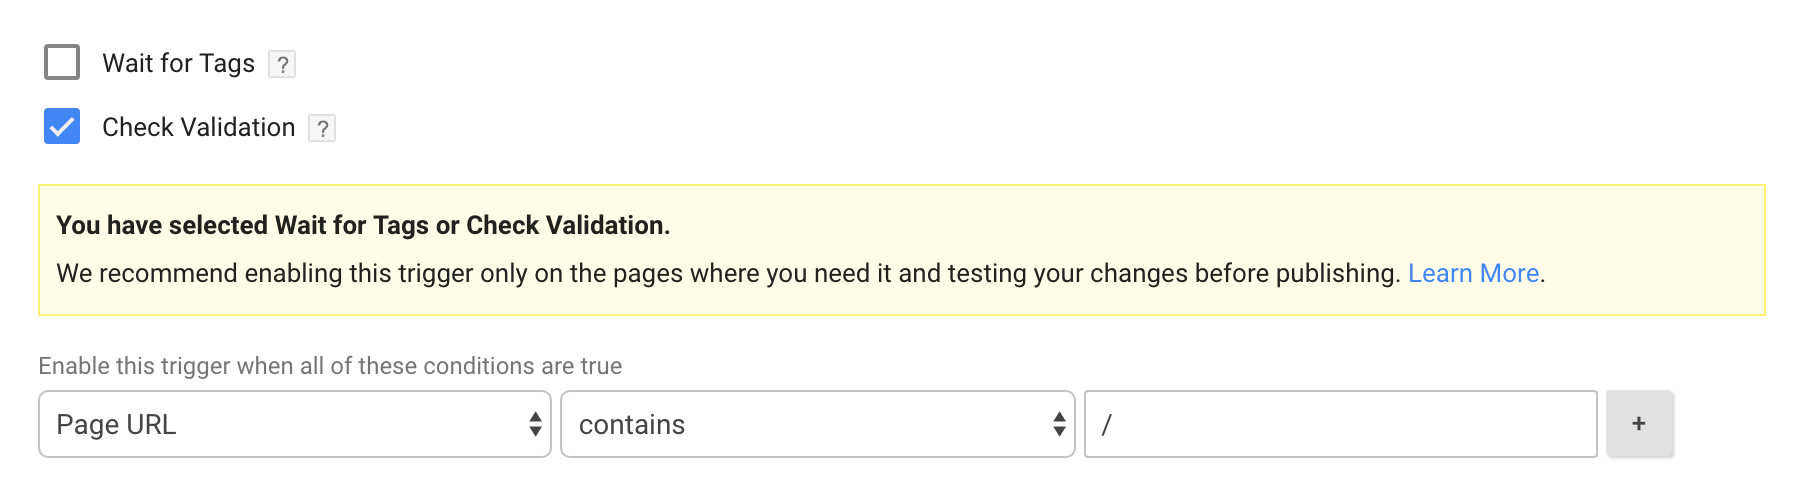 Wait for Tags ?
Check Validation ?
You have selected Wait for Tags or Check Validation.
We recommend enabling this trigger only on the pages where you need it and testing your changes before publishing. Learn More.
Enable this trigger when all of these conditions are true
Page URL contains / +